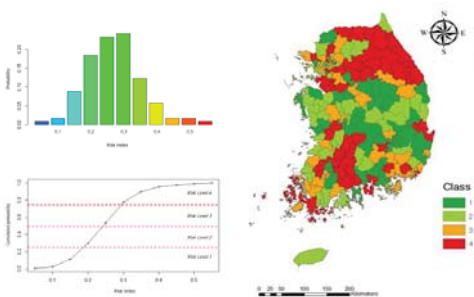 Probability
0.00 0.05 0.10 0.15 0.20
0.1 0.2 0.3 0.4 0.5
Risk Index
Cumulated probability
0.0 0.2 0.4 0.6 0.8 1.0
Risk Level 4
Risk Level 3
Risk Level 2
Risk Level 1
0.1 0.2 0.3 0.4 0.5
Risk Index
N
W E
S
Class
1
2
3
4
0 25 50 100 150 200
Kilometers